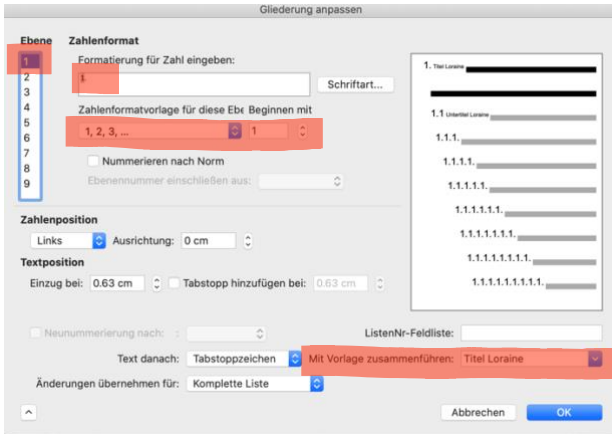 Gliederung anpassen
Ebene
1
2
3
4
5
6
7
8
9
Zahlenformat
Formatierung für Zahl eingeben:
1.
Schriftart...
Zahlenformatvorlage für diese Ebe Beginnen mit
1, 2, 3, ... 1
Nummerieren nach Norm
Ebenennummer einschließen aus:
1. Titel Loraine
1.1 Untertitel Loraine
1.1.1.
1.1.1.1.
1.1.1.1.1.
1.1.1.1.1.1.
1.1.1.1.1.1.1.
1.1.1.1.1.1.1.1.
1.1.1.1.1.1.1.1.1.
Zahlenposition
Links Ausrichtung: 0 cm
Textposition
Einzug bei: 0.63 cm Tabstopp hinzufügen bei: 0.63 cm
Neunummerierung nach: : ListenNr-Feldliste:
Text danach: Tabstoppzeichen Mit Vorlage zusammenführen: Titel Loraine
Änderungen übernehmen für: Komplette Liste
Abbrechen OK